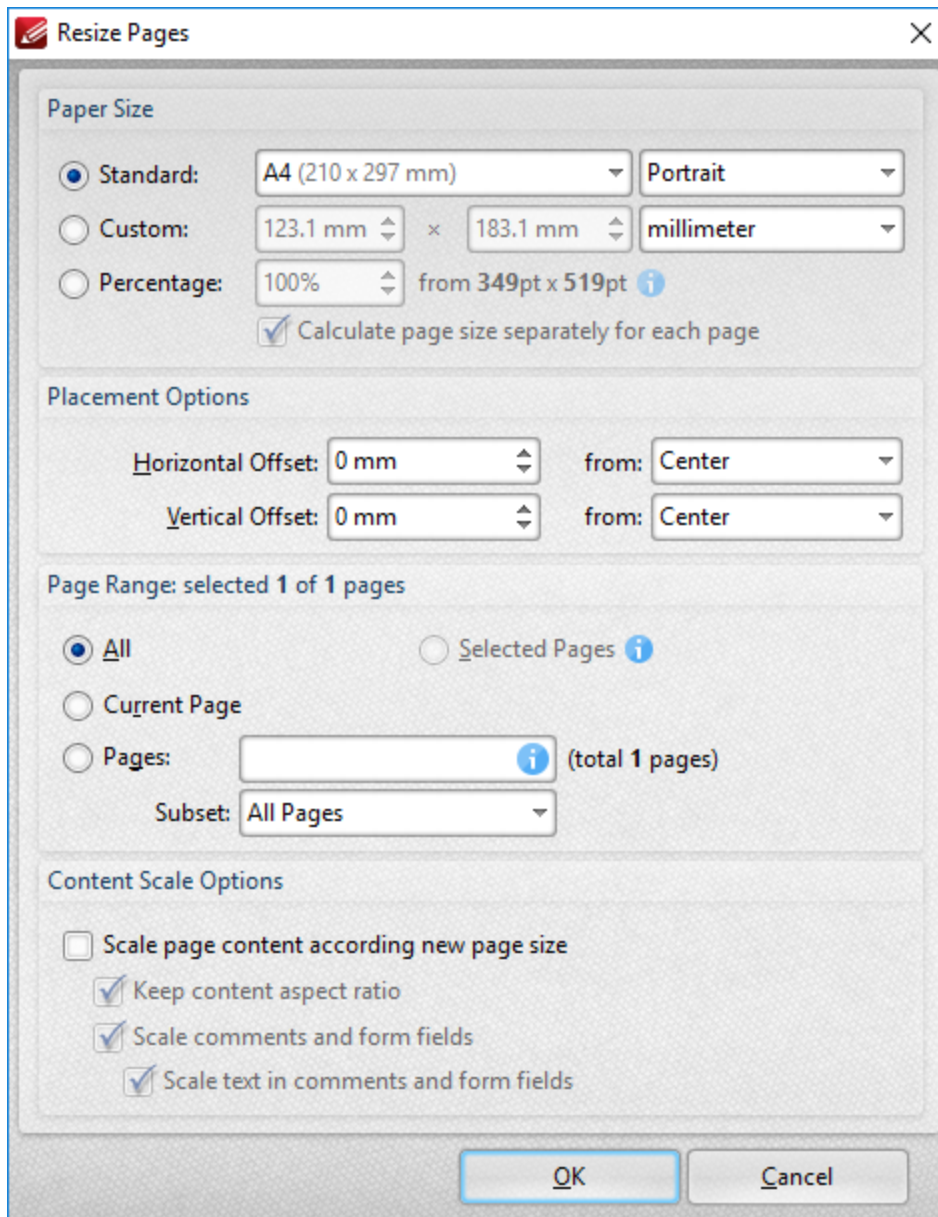 Resize Pages
Paper Size
Standard: A4 (210 x 297 mm) Portrait
Custom: 123.1 mm × 183.1 mm millimeter
Percentage: 100% from 349pt x 519pt i
Calculate page size separately for each page
Placement Options
Horizontal Offset: 0 mm from: Center
Vertical Offset: 0 mm from: Center
Page Range: selected 1 of 1 pages
All Selected Pages i
Current Page
Pages: i (total 1 pages)
Subset: All Pages
Content Scale Options
Scale page content according new page size
Keep content aspect ratio
Scale comments and form fields
Scale text in comments and form fields
OK Cancel